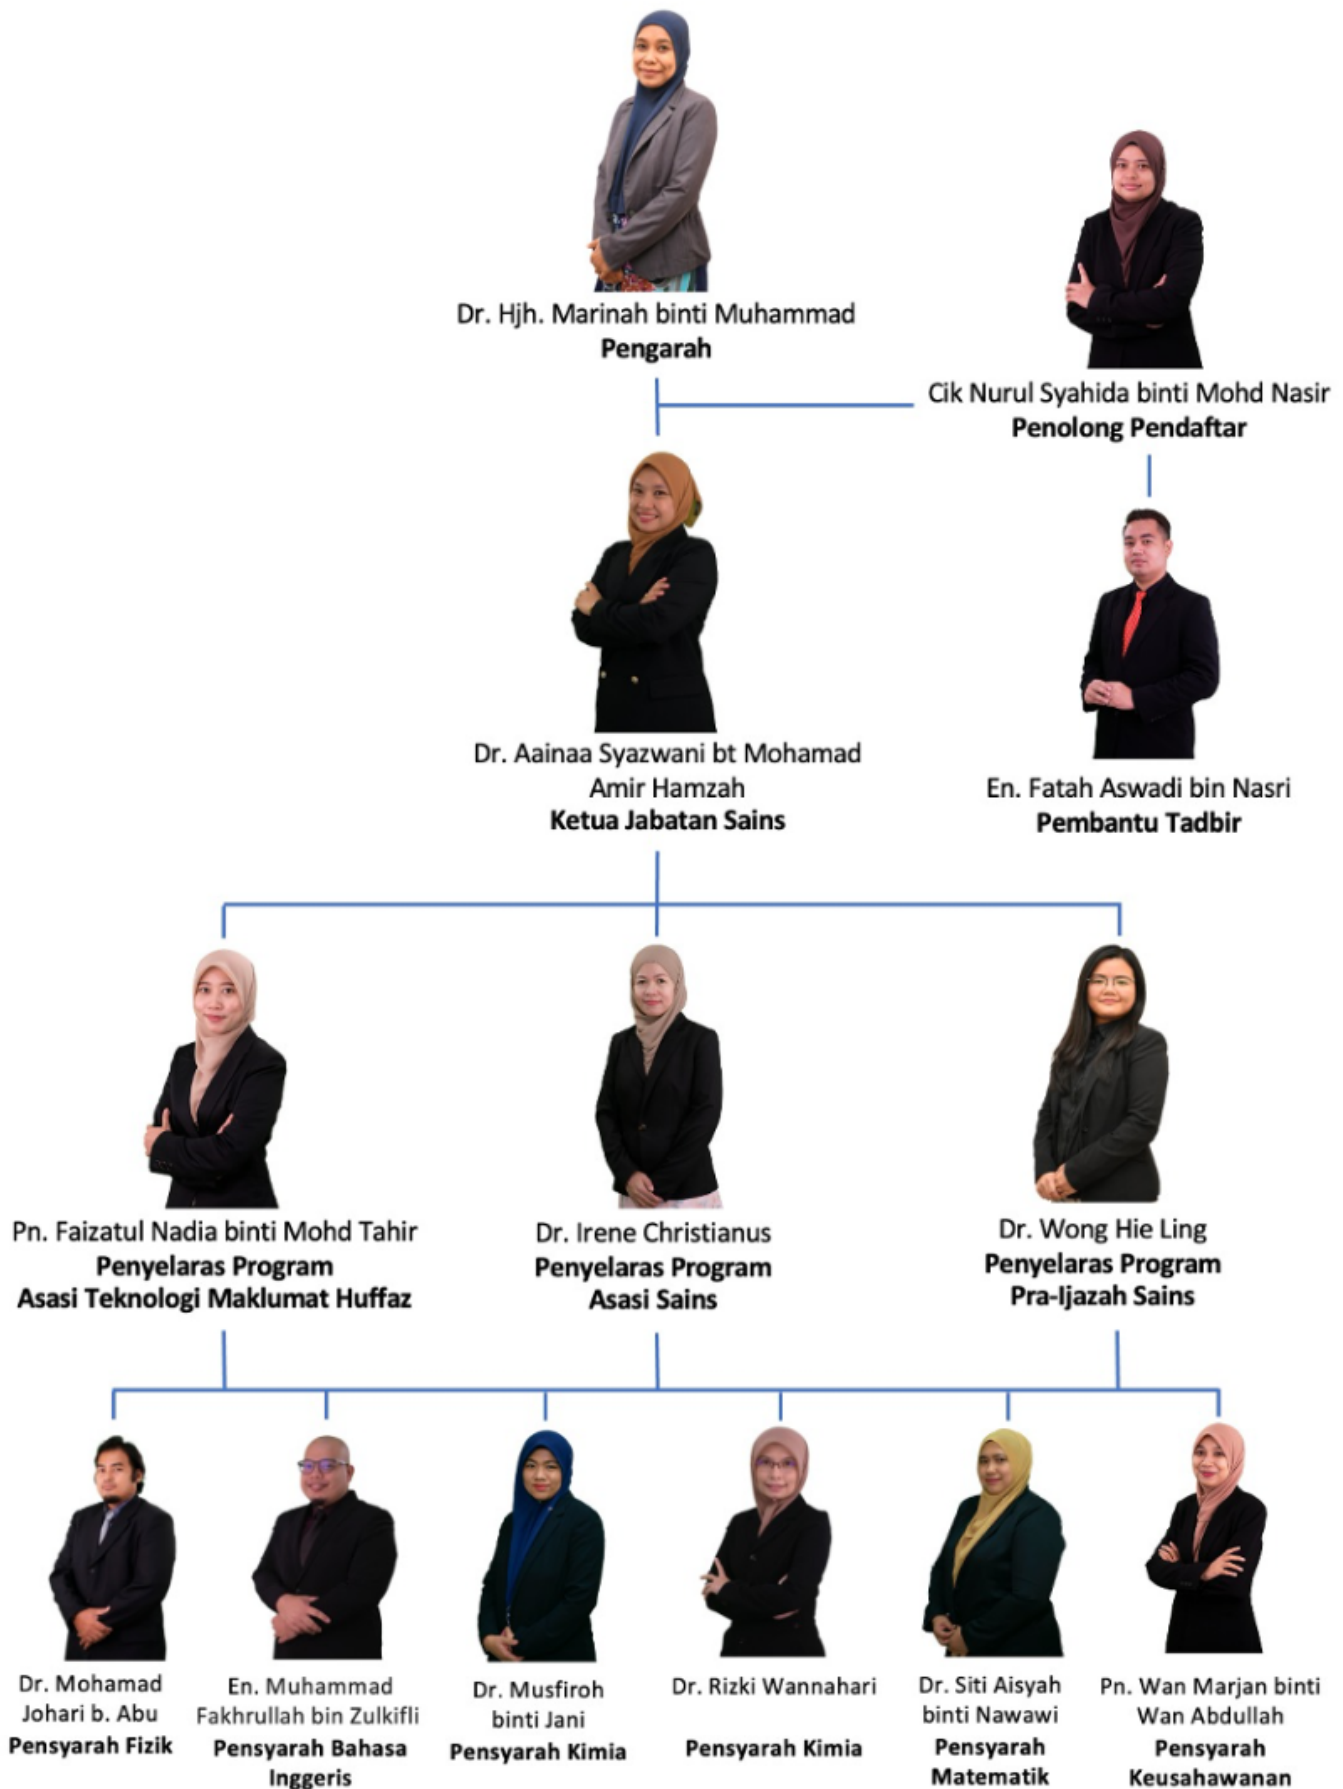 Dr. Hjh. Marinah binti Muhammad
Pengarah
Cik Nurul Syahida binti Mohd Nasir
Penolong Pendaftar
Dr. Aainaa Syazwani bt Mohamad
Amir Hamzah
Ketua Jabatan Sains
En. Fatah Aswadi bin Nasri
Pembantu Tadbir
Pn. Faizatul Nadia binti Mohd Tahir
Penyelaras Program
Asasi Teknologi Maklumat Huffaz
Dr. Irene Christianus
Penyelaras Program
Asasi Sains
Dr. Wong Hie Ling
Penyelaras Program
Pra-Ijazah Sains
Dr. Mohamad
Johari b. Abu
Pensyarah Fizik
En. Muhammad
Fakhrullah bin Zulkifli
Pensyarah Bahasa
Inggeris
Dr. Musfiroh
binti Jani
Pensyarah Kimia
Dr. Rizki Wannahari
Pensyarah Kimia
Dr. Siti Aisyah
binti Nawawi
Pensyarah
Matematik
Pn. Wan Marjan binti
Wan Abdullah
Pensyarah
Keusahawanan